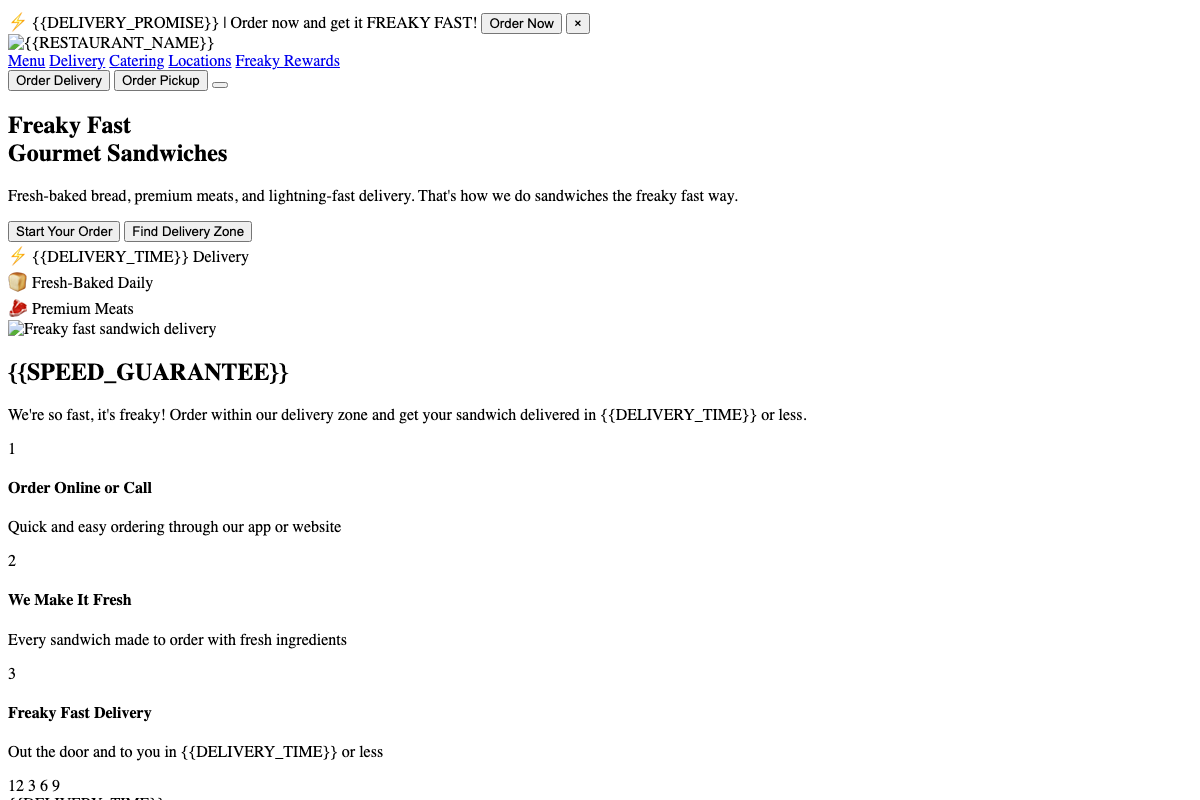 ⚡ {{DELIVERY_PROMISE}} | Order now and get it FREAKY FAST! Order Now ×
{{RESTAURANT_NAME}}
Menu Delivery Catering Locations Freaky Rewards
Order Delivery Order Pickup
Freaky Fast
Gourmet Sandwiches
Fresh-baked bread, premium meats, and lightning-fast delivery. That's how we do sandwiches the freaky fast way.
Start Your Order Find Delivery Zone
⚡ {{DELIVERY_TIME}} Delivery
🍞 Fresh-Baked Daily
🥩 Premium Meats
Freaky fast sandwich delivery
{{SPEED_GUARANTEE}}
We're so fast, it's freaky! Order within our delivery zone and get your sandwich delivered in {{DELIVERY_TIME}} or less.
1
Order Online or Call
Quick and easy ordering through our app or website
2
We Make It Fresh
Every sandwich made to order with fresh ingredients
3
Freaky Fast Delivery
Out the door and to you in {{DELIVERY_TIME}} or less
12 3 6 9